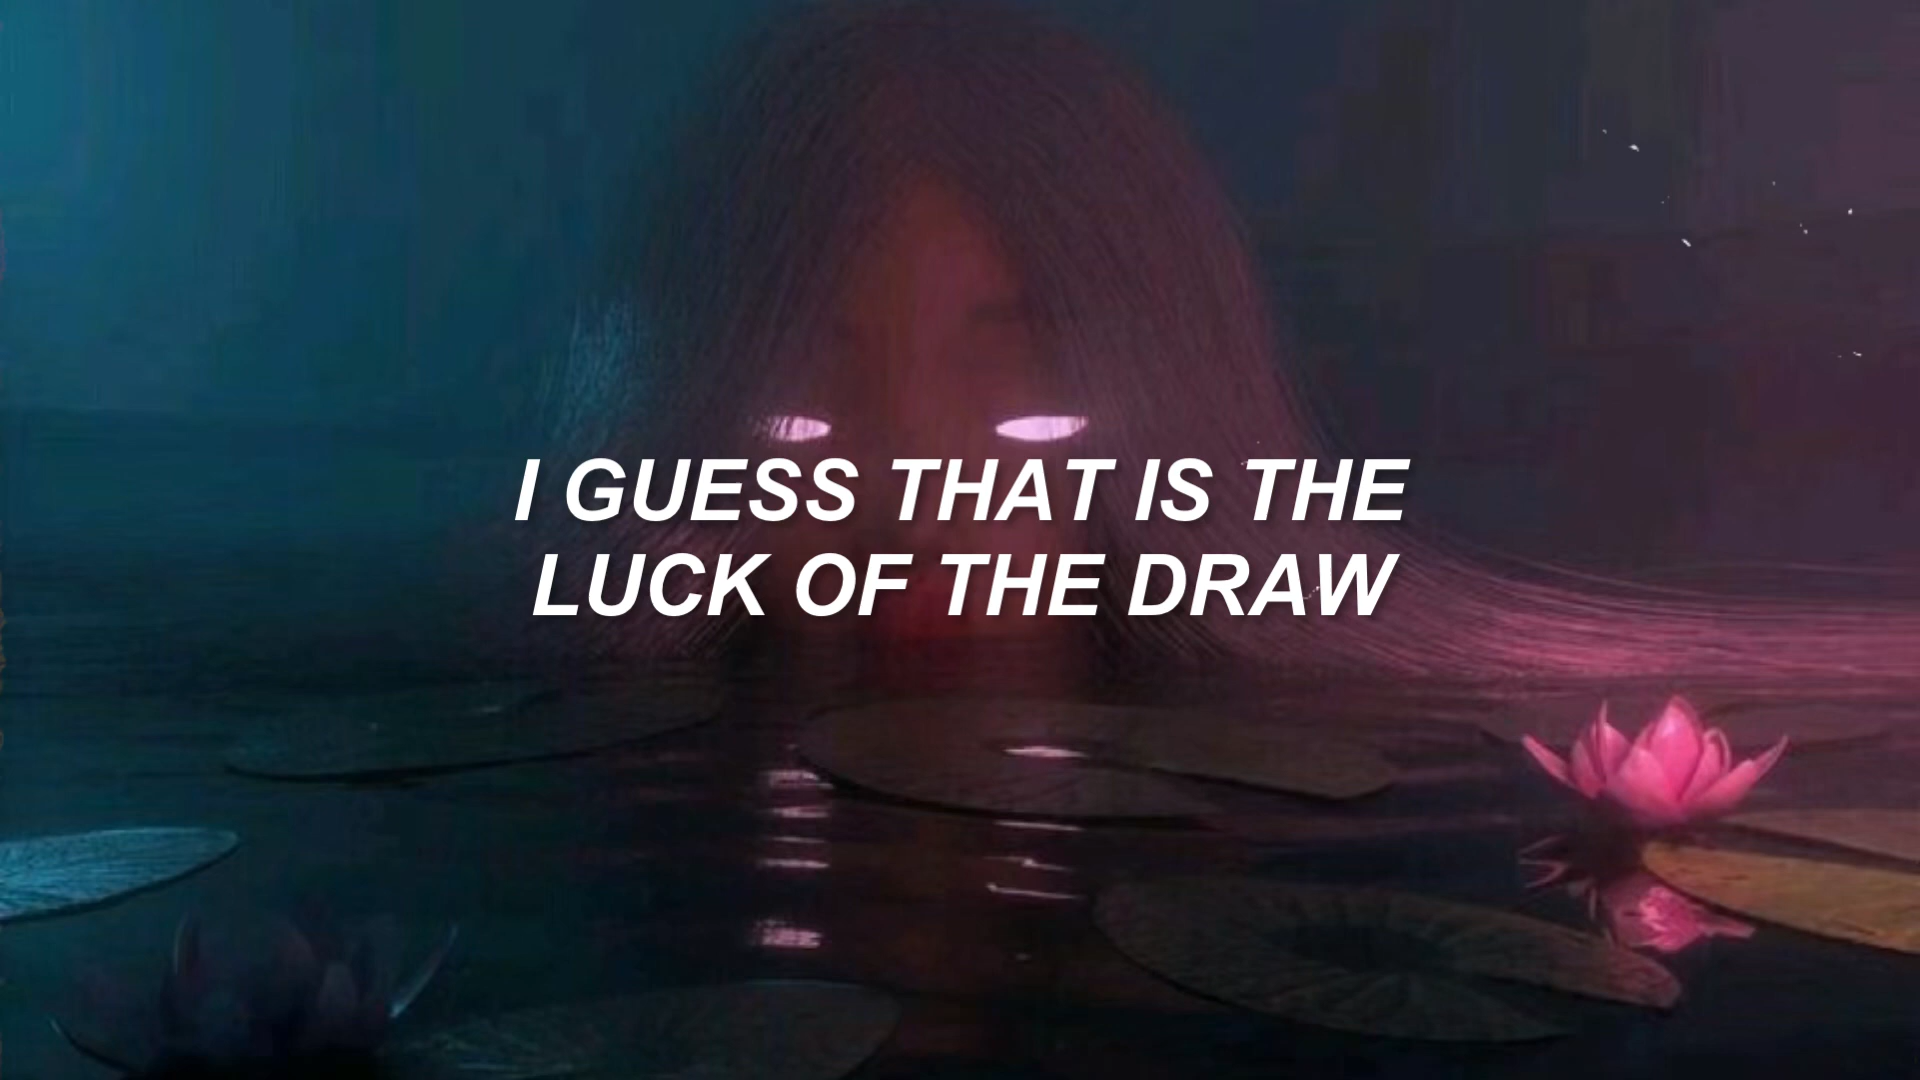 I GUESS THAT IS THE
LUCK OF THE DRAW